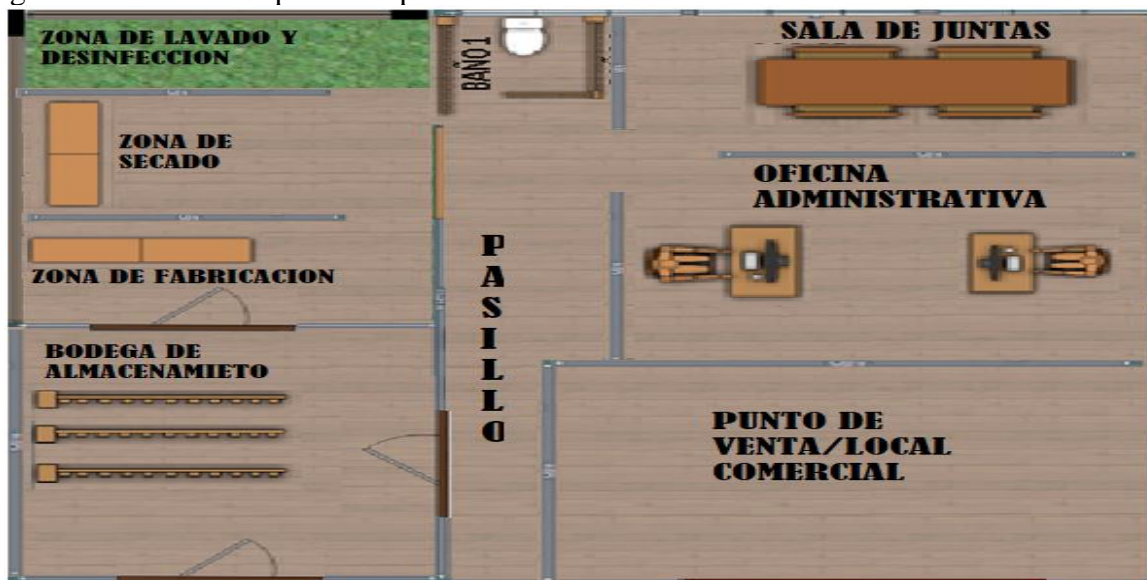 ZONA DE LAVADO Y
DESINFECCION
BAÑO1
SALA DE JUNTAS
ZONA DE
SECADO
OFICINA
ADMINISTRATIVA
ZONA DE FABRICACION
PASILLO
BODEGA DE
ALMACENAMIETO
PUNTO DE
VENTA/LOCAL
COMERCIAL